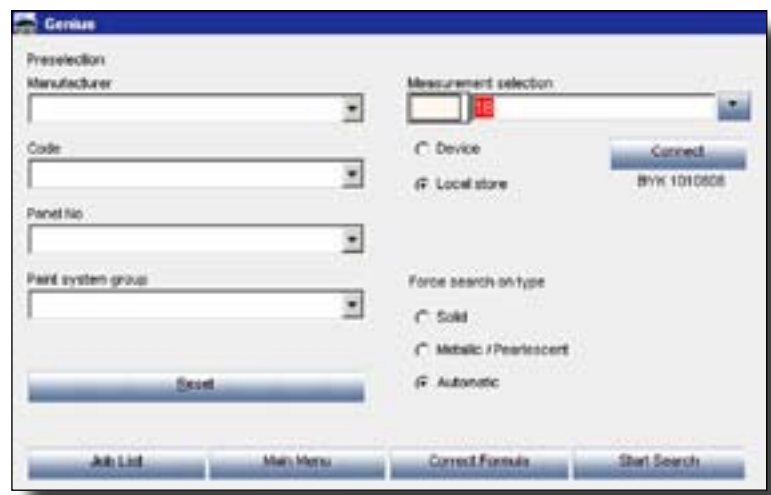 Genius
Preselection
Manufacturer
Measurement selection
18
Code
Device
Connect
Local store
BYK 1010808
Panel No
Paint system group
Force search on type
Solid
Metallic / Pearlescent
Reset
Automatic
Job List
Main Menu
Correct Formula
Start Search